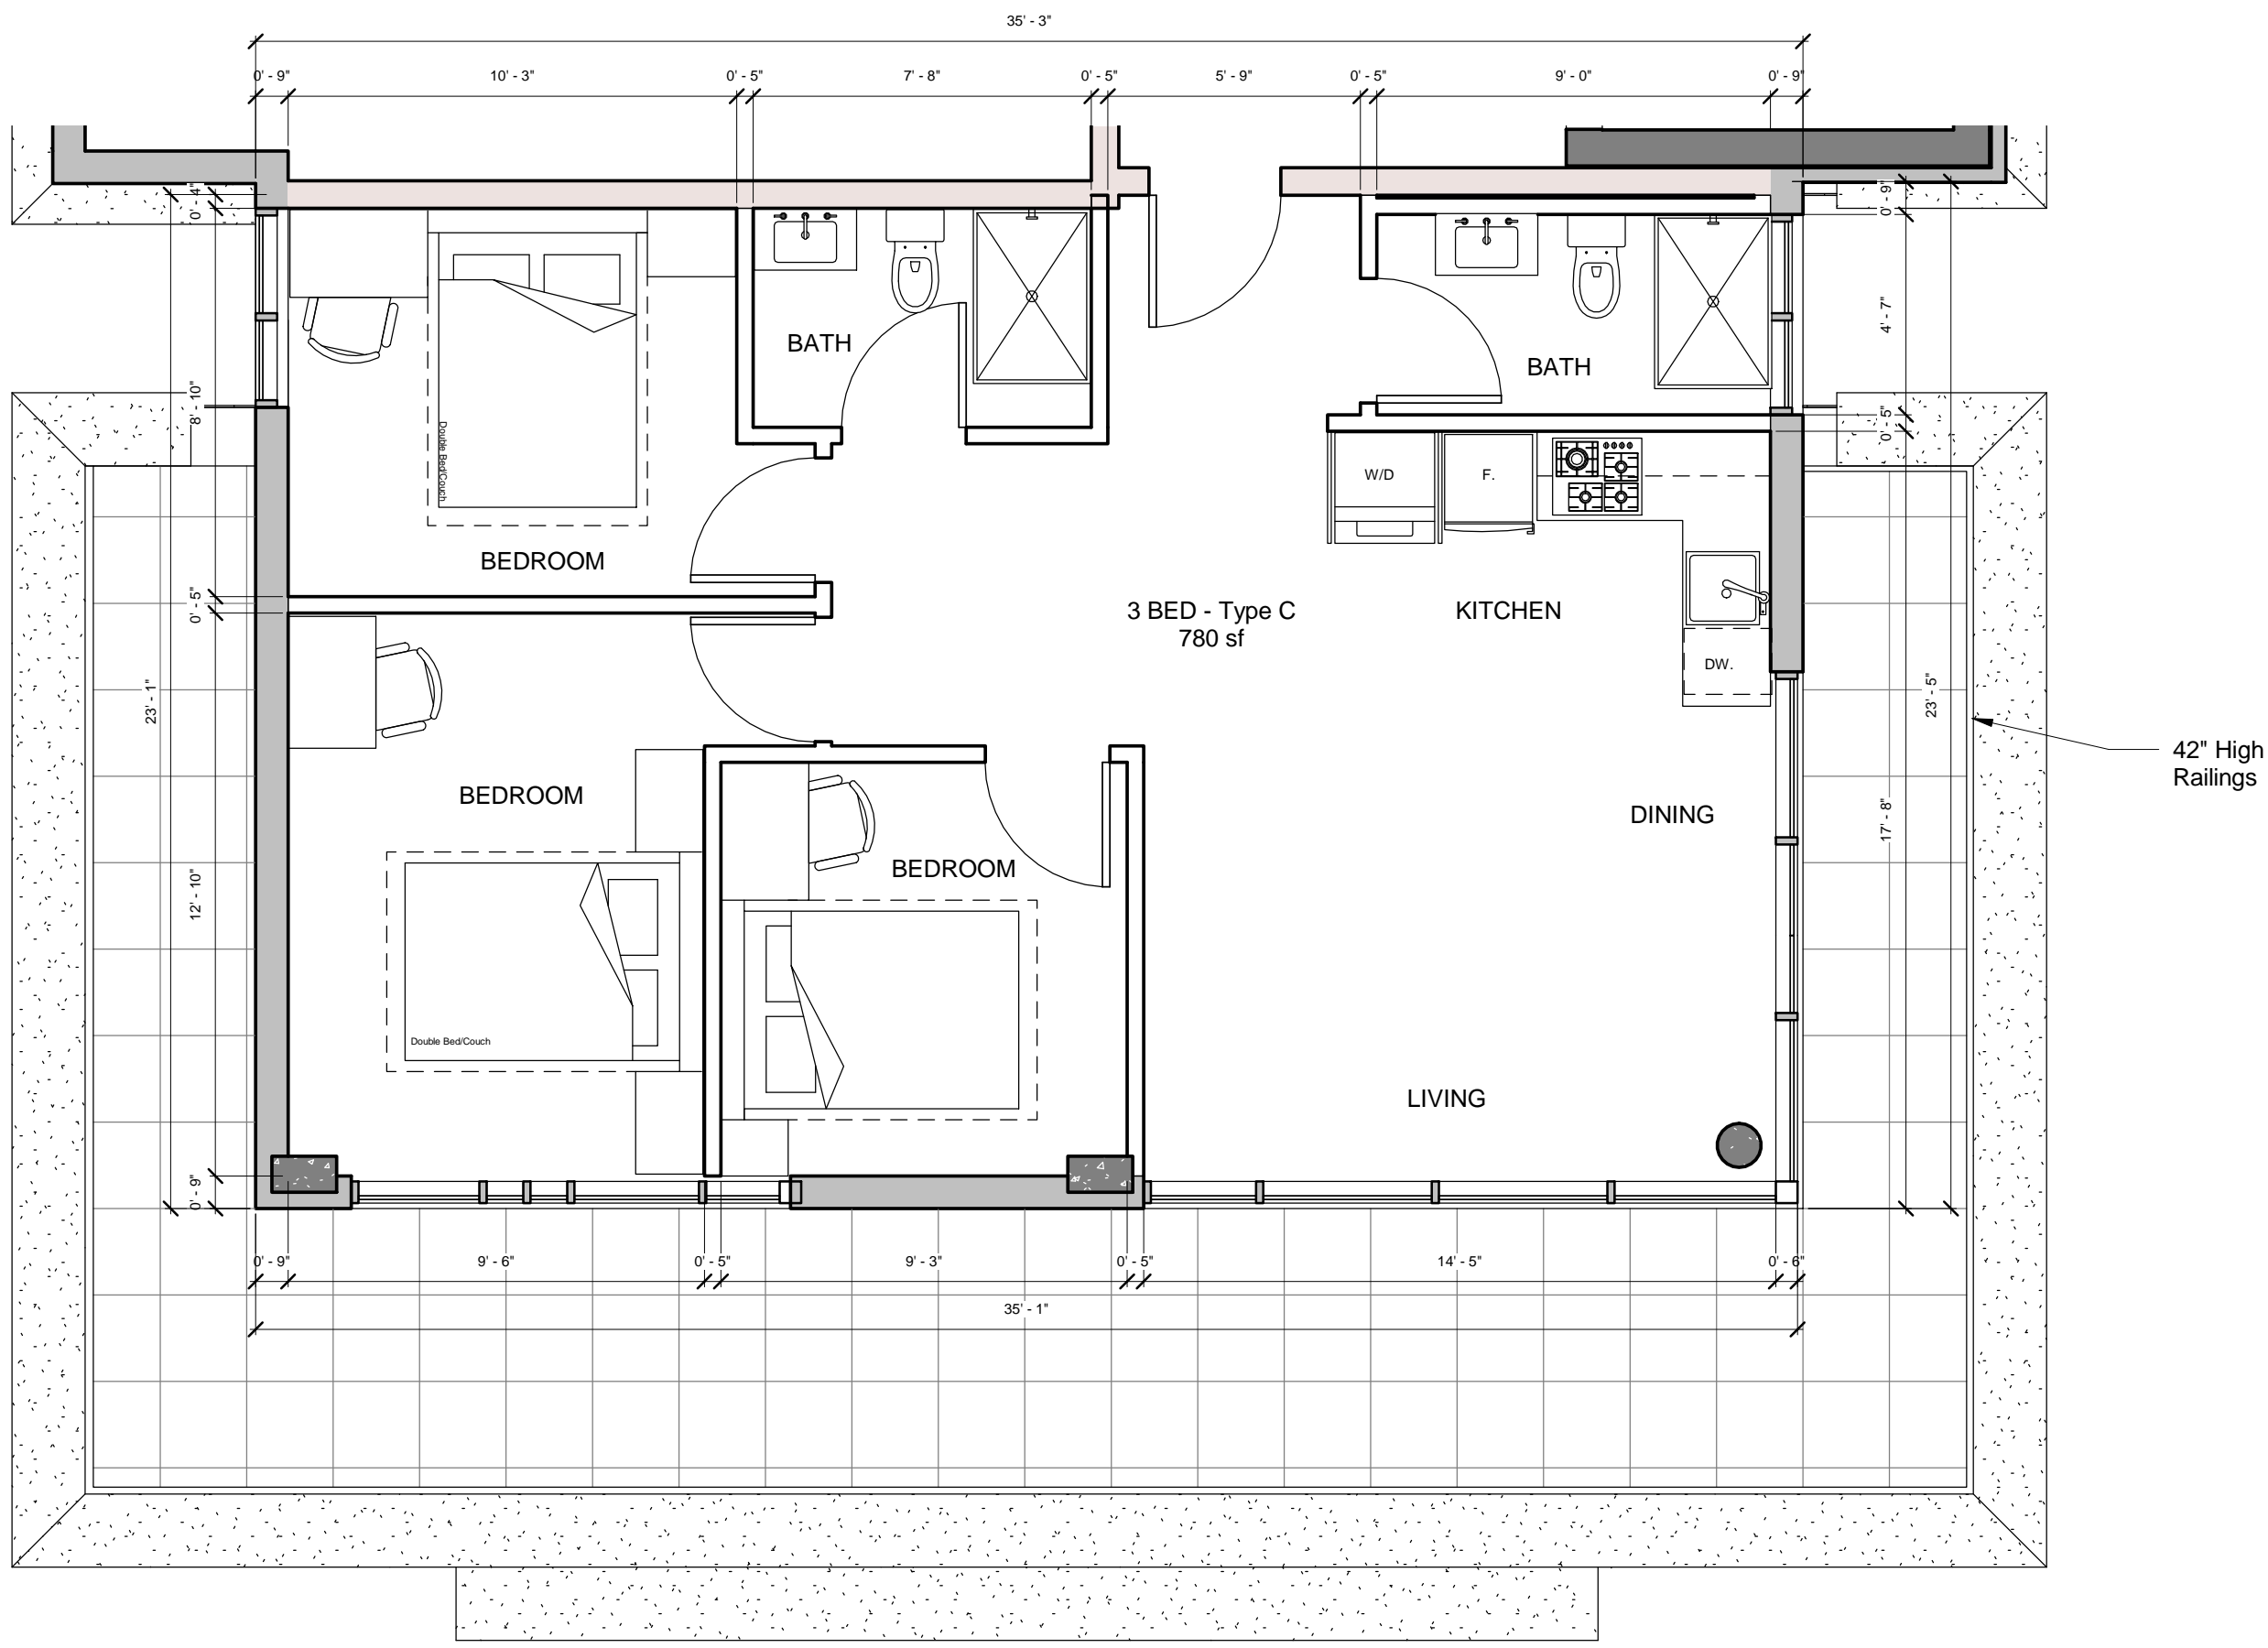 35' - 3"
0' - 9"
10' - 3"
0' - 5"
7' - 8"
0' - 5"
5' - 9"
0' - 5"
9' - 0"
0' - 9"
0' - 4"
0' - 9"
4' - 7"
BATH
BATH
8' - 10"
0' - 5"
Double Bed/Couch
W/D
F.
BEDROOM
0' - 5"
3 BED - Type C
780 sf
KITCHEN
DW.
23' - 1"
23' - 5"
42" High
Railings
BEDROOM
DINING
17' - 8"
BEDROOM
12' - 10"
Double Bed/Couch
LIVING
0' - 9"
0' - 9"
9' - 6"
0' - 5"
9' - 3"
0' - 5"
14' - 5"
0' - 6"
35' - 1"